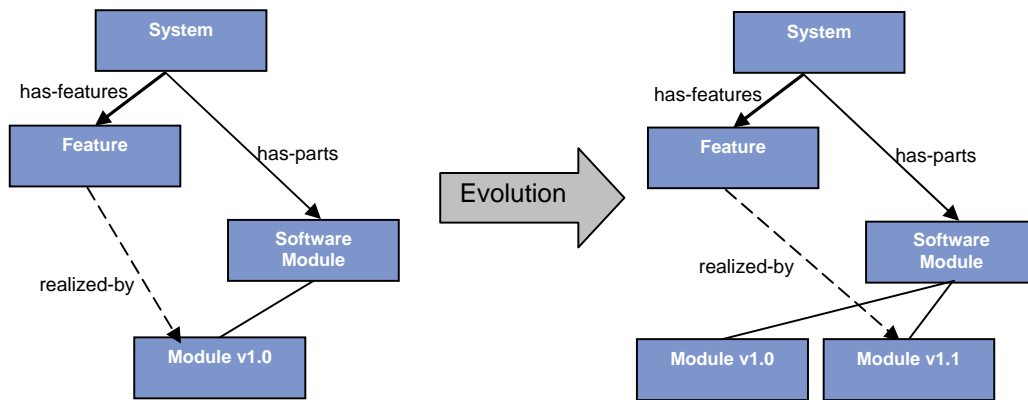 System
has-features
Feature
has-parts
Software
Module
realized-by
Module v1.0
Evolution
System
has-features
Feature
has-parts
Software
Module
realized-by
Module v1.0
Module v1.1